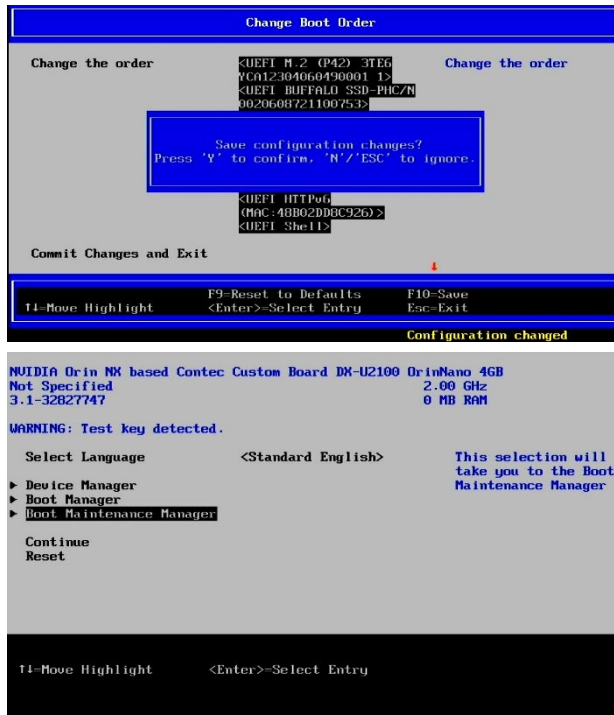 Change Boot Order
Change the order <UEFI M.2 (P42) 3TE6 Change the order
YCA12304060490001 1>
<UEFI BUFFALO SSD-PHC/N
0020608721100753>
Save configuration changes?
Press 'Y' to confirm, 'N'/'ESC' to ignore.
<UEFI HTTPv6
(MAC:48B02DD8C926)>
<UEFI Shell>
Commit Changes and Exit
↓
F9=Reset to Defaults F10=Save
↑↓=Move Highlight <Enter>=Select Entry Esc=Exit
Configuration changed
NVIDIA Orin NX based Contec Custom Board DX-U2100 OrinNano 4GB
Not Specified 2.00 GHz
3.1-32827747 0 MB RAM
WARNING: Test key detected.
Select Language <Standard English> This selection will
take you to the Boot
▶ Device Manager Maintenance Manager
▶ Boot Manager
▶ Boot Maintenance Manager
Continue
Reset
↑↓=Move Highlight <Enter>=Select Entry